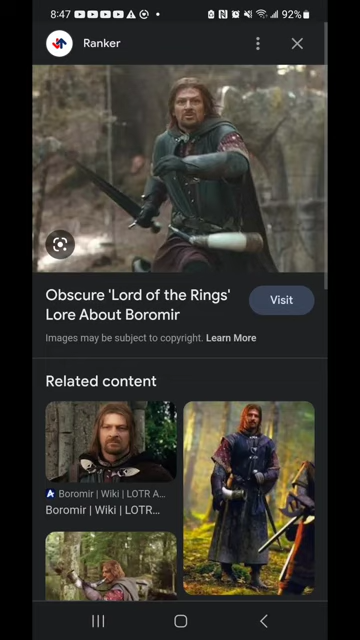 8:47
92%
Ranker
Obscure 'Lord of the Rings'
Lore About Boromir
Visit
Images may be subject to copyright. Learn More
Related content
Boromir | Wiki | LOTR A...
Boromir | Wiki | LOTR...